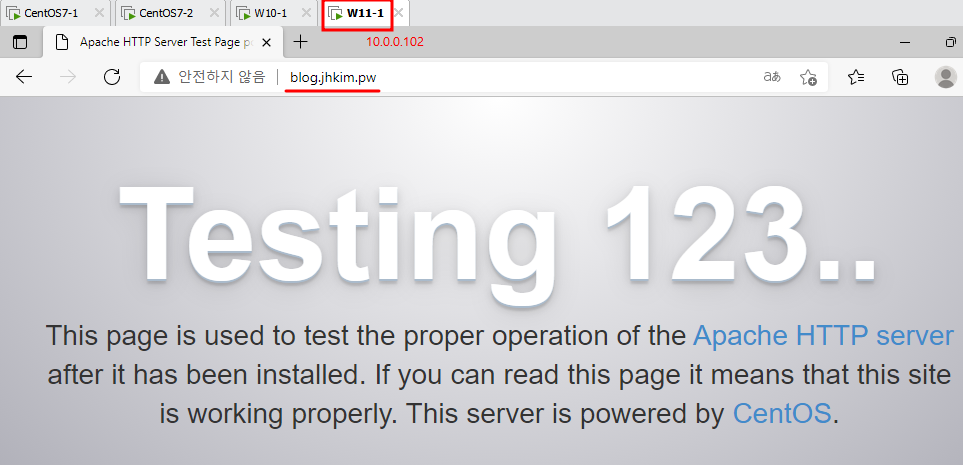 CentOS7-1 CentOS7-2 W10-1 W11-1
Apache HTTP Server Test Page p 10.0.0.102
안전하지 않음 blog.jhkim.pw aあ
Testing 123..
This page is used to test the proper operation of the Apache HTTP server
after it has been installed. If you can read this page it means that this site
is working properly. This server is powered by CentOS.